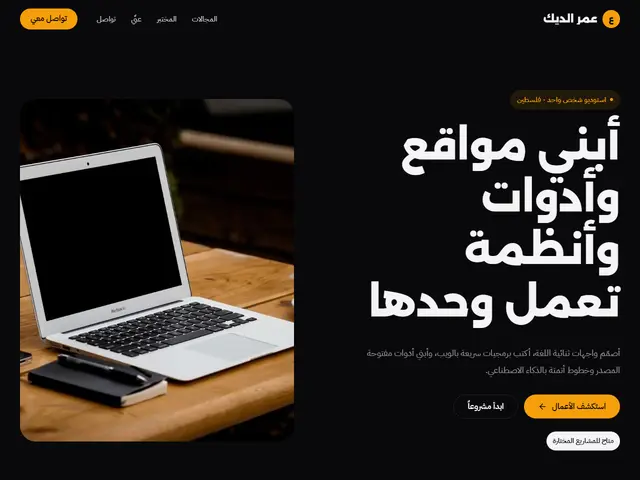 ع
عمر الديك
المجالات
المختبر
عنّي
تواصل
تواصل معي
استوديو شخص واحد · فلسطين
أبني مواقع
وأدوات
وأنظمة
تعمل وحدها
أصمّم واجهات ثنائية اللغة، أكتب برمجيات سريعة بالويب، وأبني أدوات مفتوحة
المصدر وخطوط أتمتة بالذكاء الاصطناعي.
استكشف الأعمال ←
ابدأ مشروعاً
متاح للمشاريع المختارة